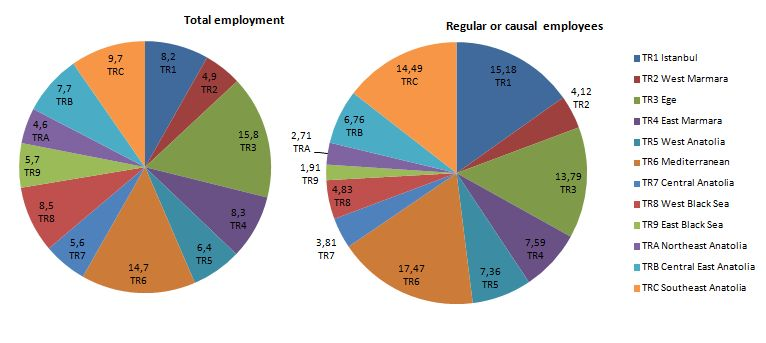 Total employment
8,2
TR1
4,9
TR2
15,8
TR3
8,3
TR4
6,4
TR5
14,7
TR6
5,6
TR7
8,5
TR8
5,7
TR9
4,6
TRA
7,7
TRB
9,7
TRC
Regular or causal employees
15,18
TR1
4,12
TR2
13,79
TR3
7,59
TR4
7,36
TR5
17,47
TR6
3,81
TR7
4,83
TR8
1,91
TR9
2,71
TRA
6,76
TRB
14,49
TRC
TR1 Istanbul
TR2 West Marmara
TR3 Ege
TR4 East Marmara
TR5 West Anatolia
TR6 Mediterranean
TR7 Central Anatolia
TR8 West Black Sea
TR9 East Black Sea
TRA Northeast Anatolia
TRB Central East Anatolia
TRC Southeast Anatolia